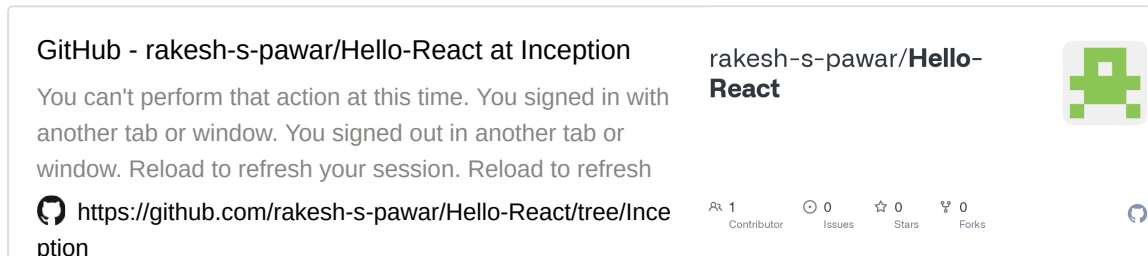 GitHub - rakesh-s-pawar/Hello-React at Inception
You can't perform that action at this time. You signed in with
another tab or window. You signed out in another tab or
window. Reload to refresh your session. Reload to refresh
https://github.com/rakesh-s-pawar/Hello-React/tree/Ince
ption
rakesh-s-pawar/Hello-
React
1 0 0 0
Contributor Issues Stars Forks